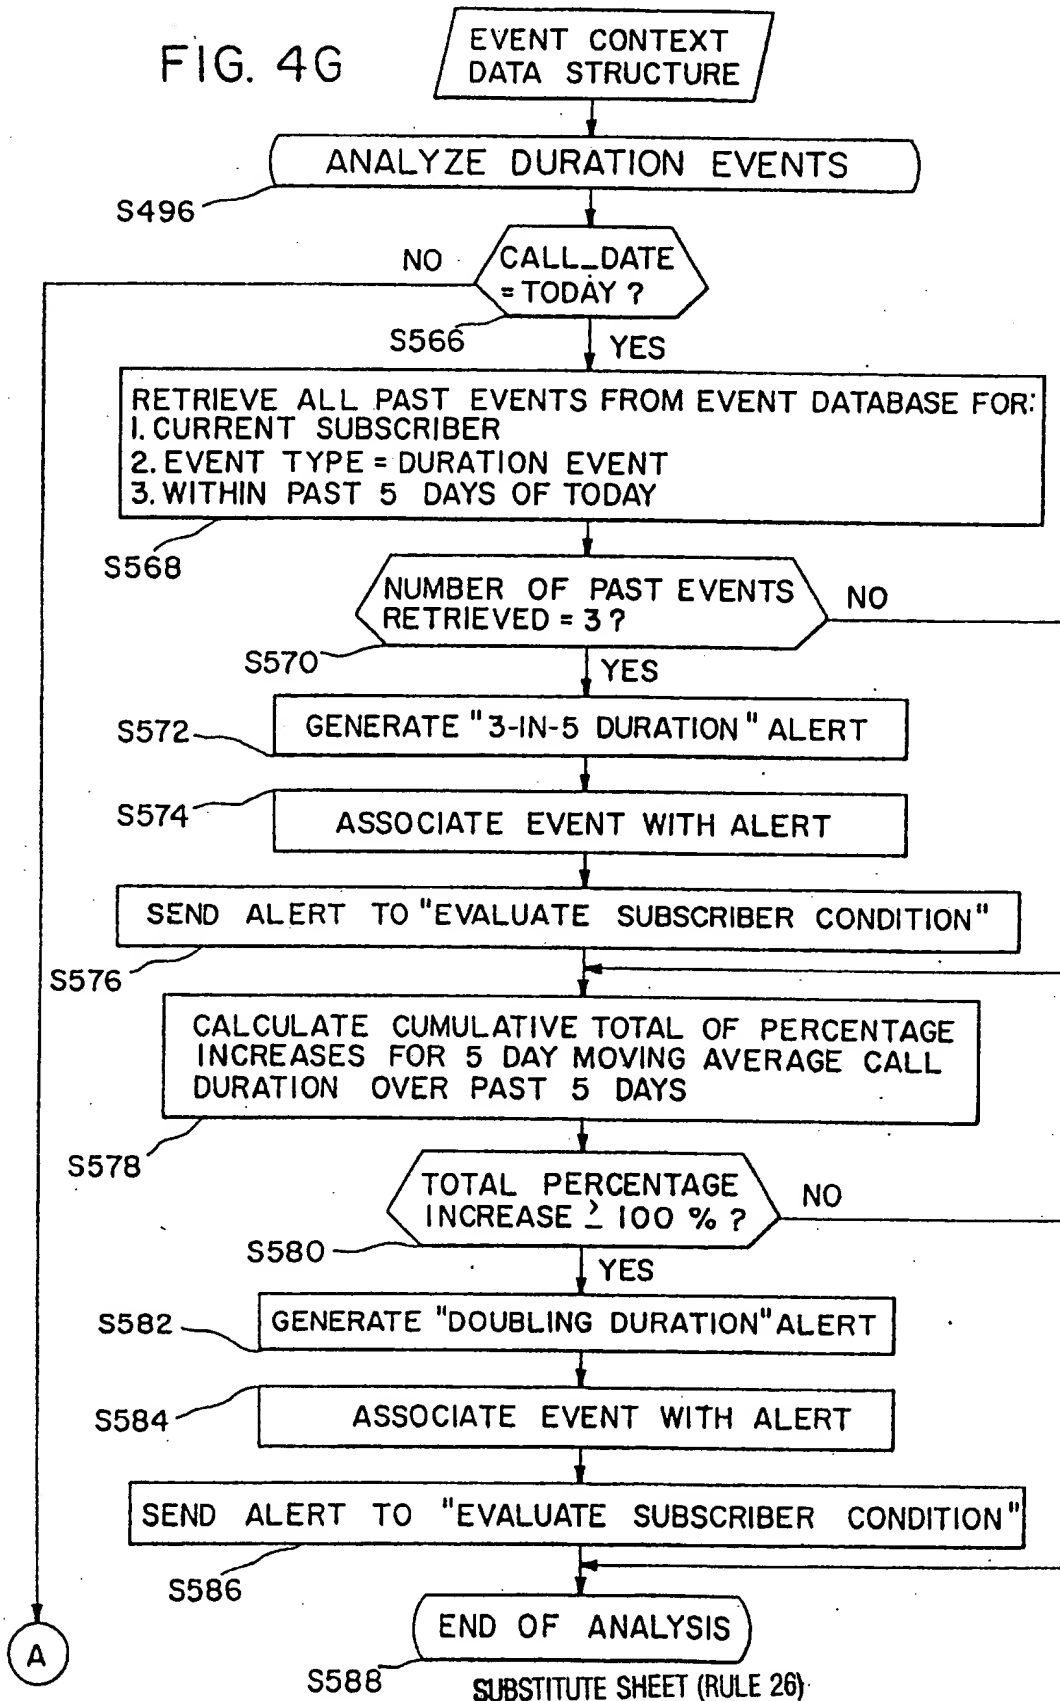 FIG. 4G
EVENT CONTEXT
DATA STRUCTURE
ANALYZE DURATION EVENTS
S496
NO
CALL_DATE
= TODAY ?
S566
YES
RETRIEVE ALL PAST EVENTS FROM EVENT DATABASE FOR:
1. CURRENT SUBSCRIBER
2. EVENT TYPE = DURATION EVENT
3. WITHIN PAST 5 DAYS OF TODAY
S568
NUMBER OF PAST EVENTS
RETRIEVED = 3 ?
NO
S570
YES
S572
GENERATE "3-IN-5 DURATION" ALERT
S574
ASSOCIATE EVENT WITH ALERT
SEND ALERT TO "EVALUATE SUBSCRIBER CONDITION"
S576
CALCULATE CUMULATIVE TOTAL OF PERCENTAGE
INCREASES FOR 5 DAY MOVING AVERAGE CALL
DURATION OVER PAST 5 DAYS
S578
TOTAL PERCENTAGE
INCREASE ≥ 100 % ?
NO
S580
YES
S582
GENERATE "DOUBLING DURATION" ALERT
S584
ASSOCIATE EVENT WITH ALERT
SEND ALERT TO "EVALUATE SUBSCRIBER CONDITION"
S586
END OF ANALYSIS
A
S588
SUBSTITUTE SHEET (RULE 26)